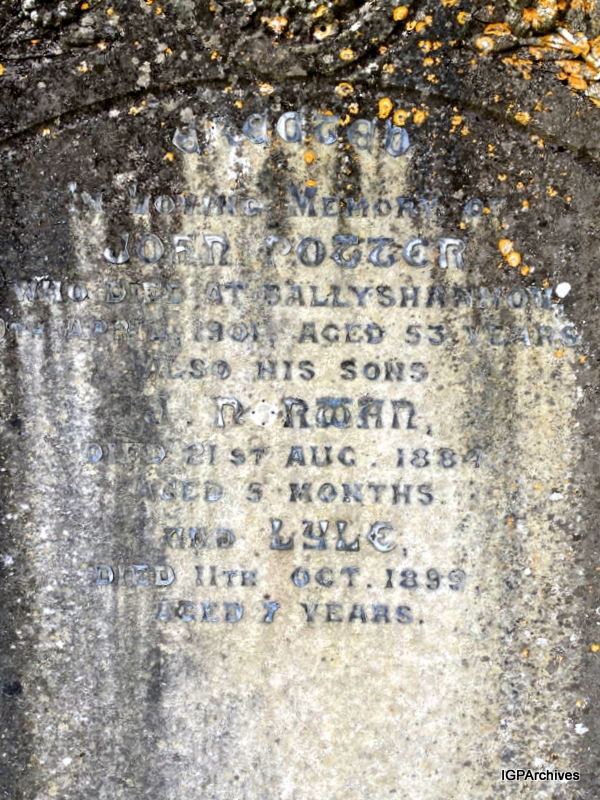 ERECTED
IN LOVING MEMORY OF
JOHN POTTER
WHO DIED AT BALLYSHANNON,
APRIL, 1901, AGED 53 YEARS
ALSO HIS SONS
J. NORMAN,
DIED 21ST AUG. 1884
AGED 5 MONTHS
AND LYLE,
DIED 11TH OCT. 1899,
AGED 7 YEARS.
IGPArchives